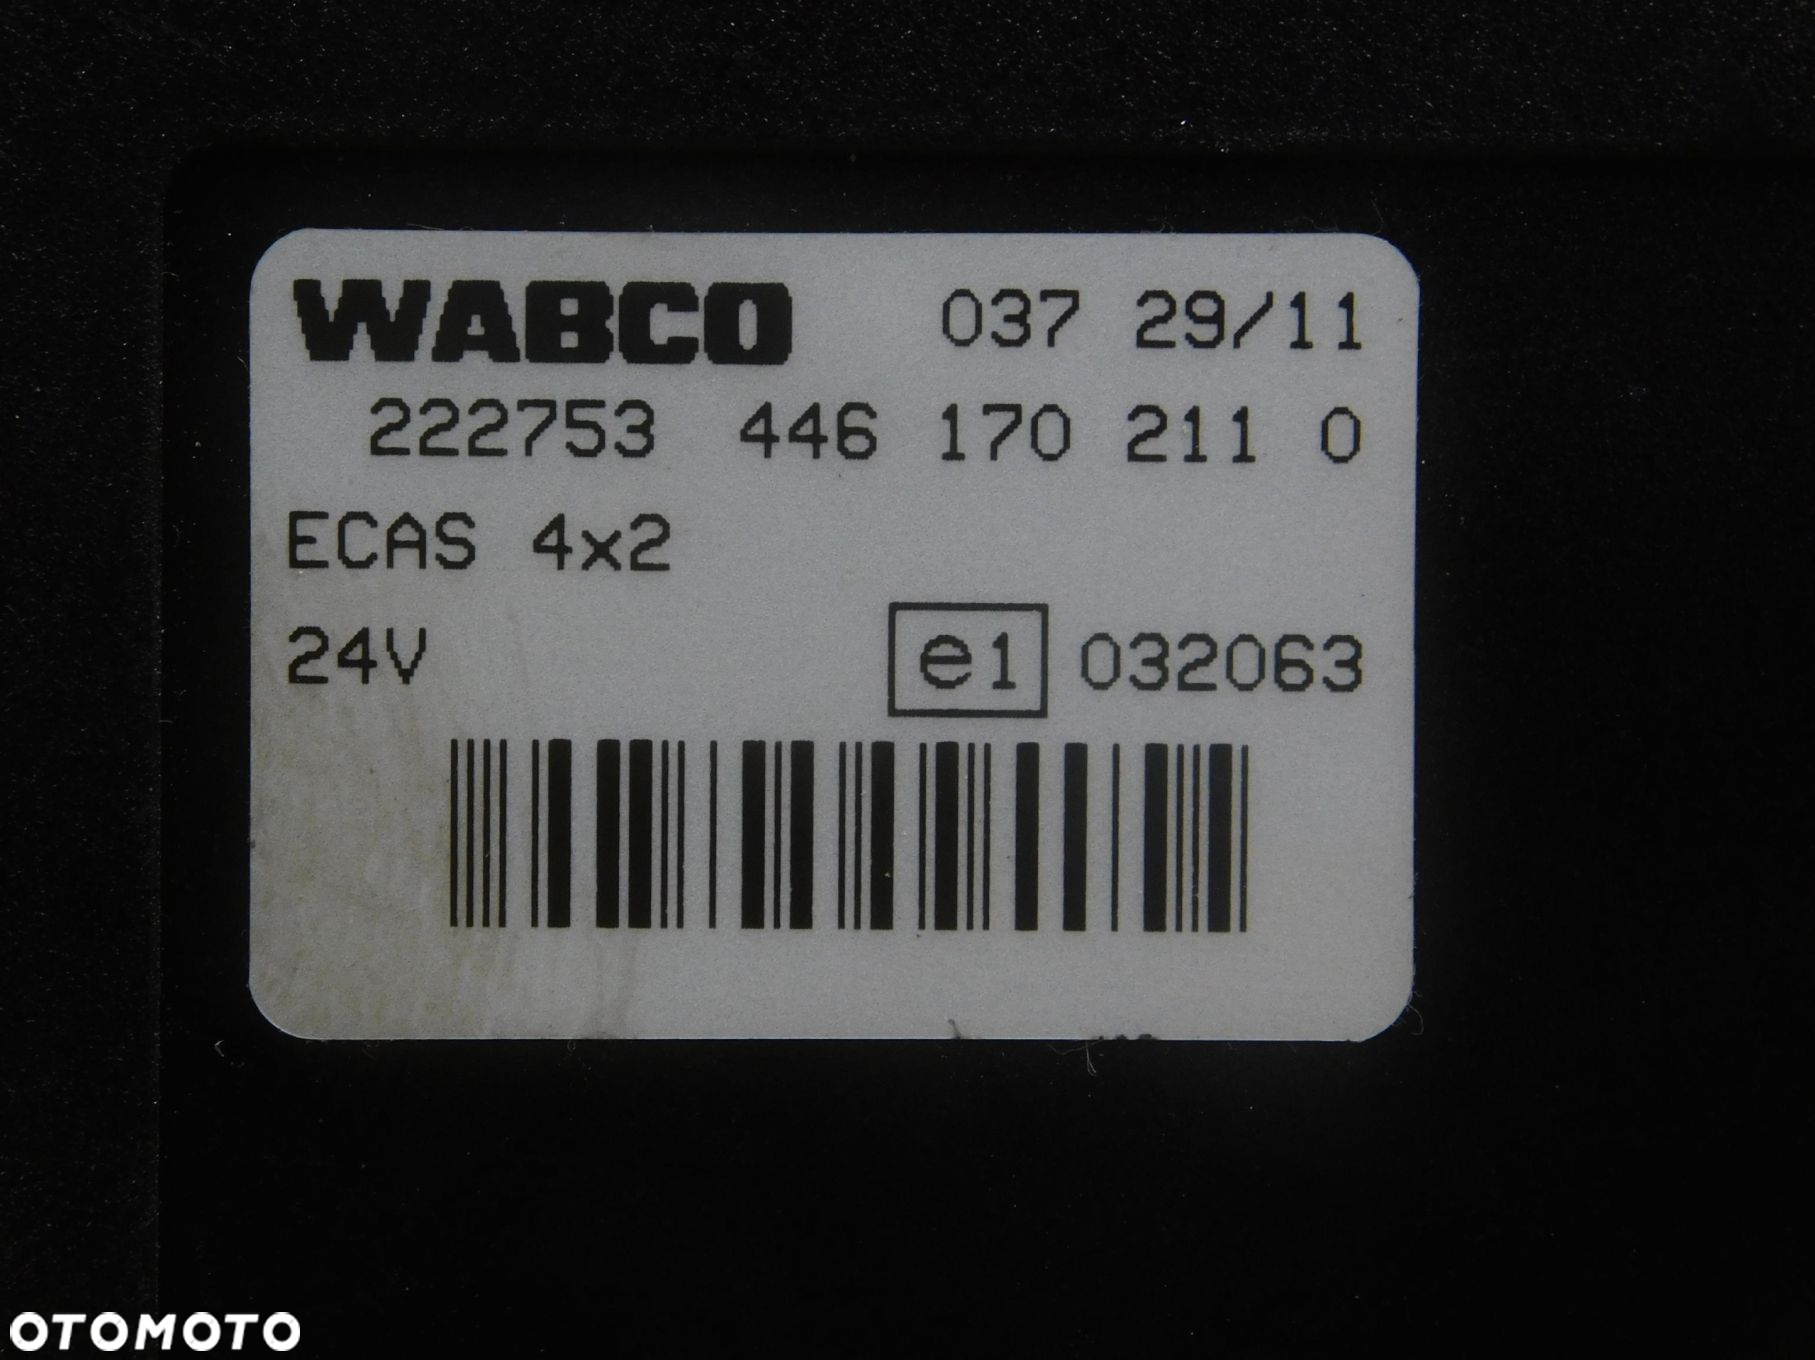 WABCO 037 29/11
222753 446 170 211 0
ECAS 4x2
24V e1 032063
OTOMOTO